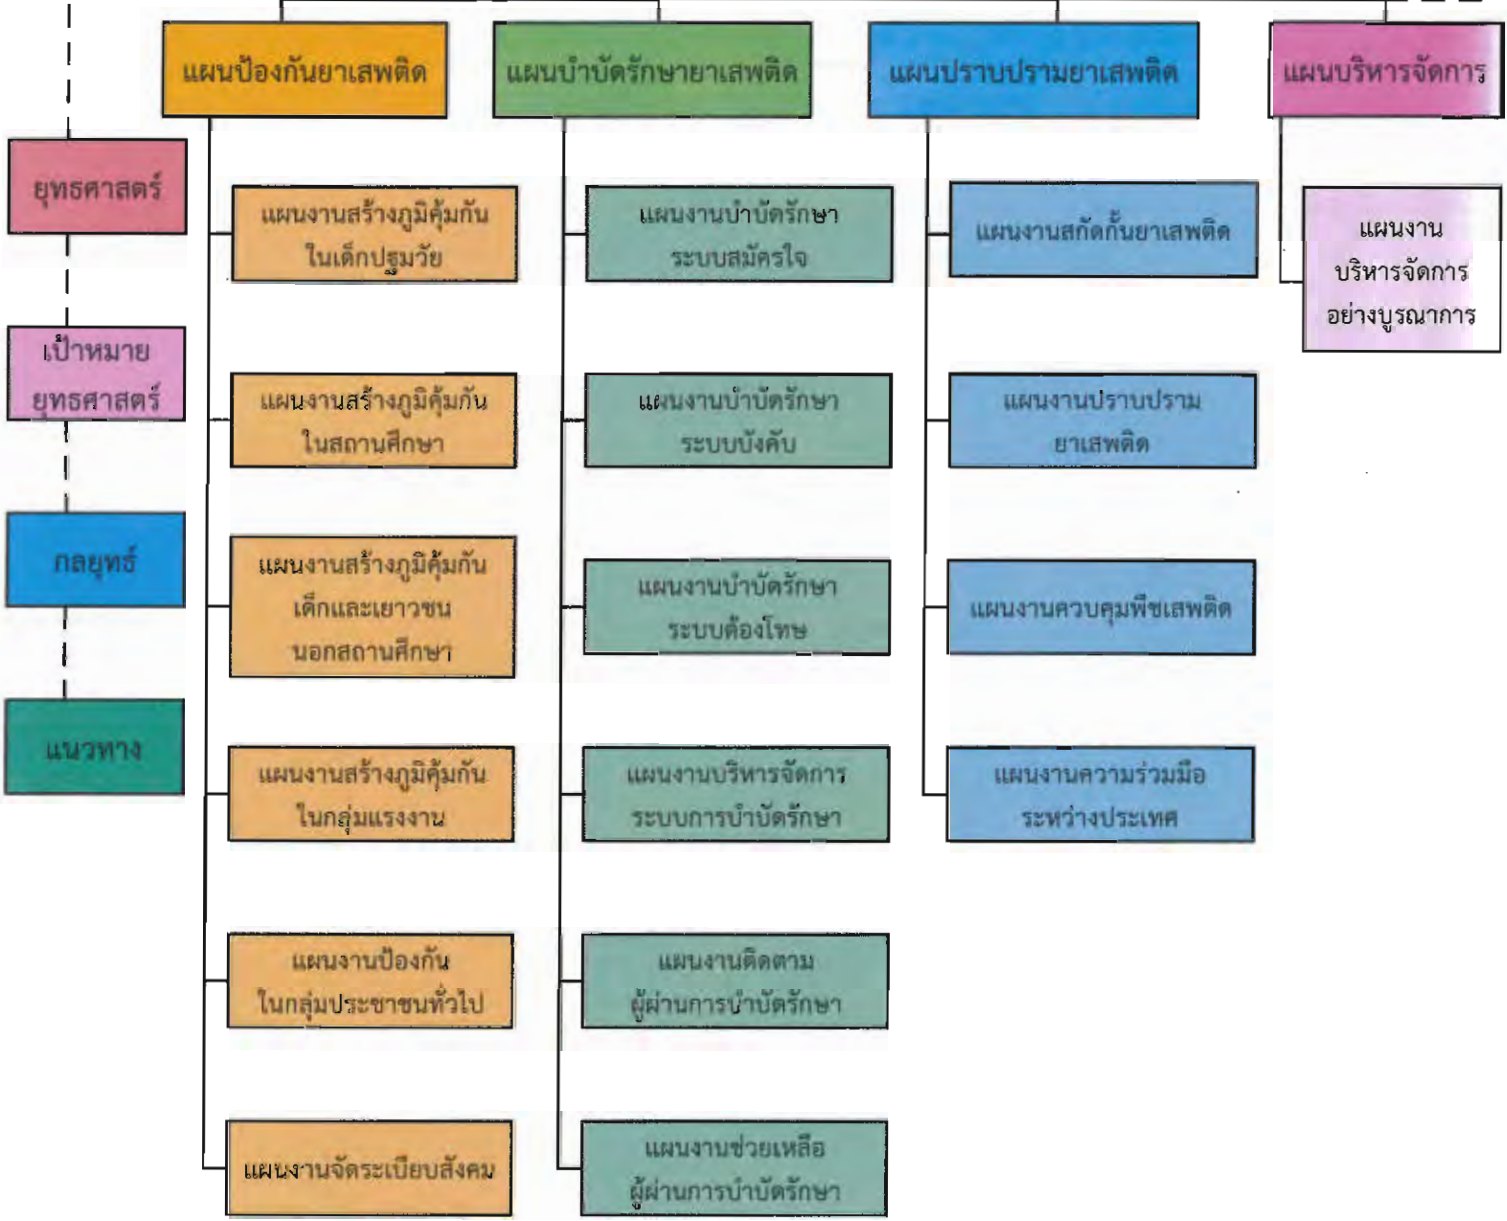 แผนป้องกันยาเสพติด
แผนบำบัดรักษายาเสพติด
แผนปราบปรามยาเสพติด
แผนบริหารจัดการ
ยุทธศาสตร์
เป้าหมาย
ยุทธศาสตร์
กลยุทธ์
แนวทาง
แผนงานสร้างภูมิคุ้มกัน
ในเด็กปฐมวัย
แผนงานสร้างภูมิคุ้มกัน
ในสถานศึกษา
แผนงานสร้างภูมิคุ้มกัน
เด็กและเยาวชน
นอกสถานศึกษา
แผนงานสร้างภูมิคุ้มกัน
ในกลุ่มแรงงาน
แผนงานป้องกัน
ในกลุ่มประชาชนทั่วไป
แผนงานจัดระเบียบสังคม
แผนงานบำบัดรักษา
ระบบสมัครใจ
แผนงานบำบัดรักษา
ระบบบังคับ
แผนงานบำบัดรักษา
ระบบต้องโทษ
แผนงานบริหารจัดการ
ระบบการบำบัดรักษา
แผนงานติดตาม
ผู้ผ่านการบำบัดรักษา
แผนงานช่วยเหลือ
ผู้ผ่านการบำบัดรักษา
แผนงานสกัดกั้นยาเสพติด
แผนงานปราบปราม
ยาเสพติด
แผนงานควบคุมพืชเสพติด
แผนงานความร่วมมือ
ระหว่างประเทศ
แผนงาน
บริหารจัดการ
อย่างบูรณาการ